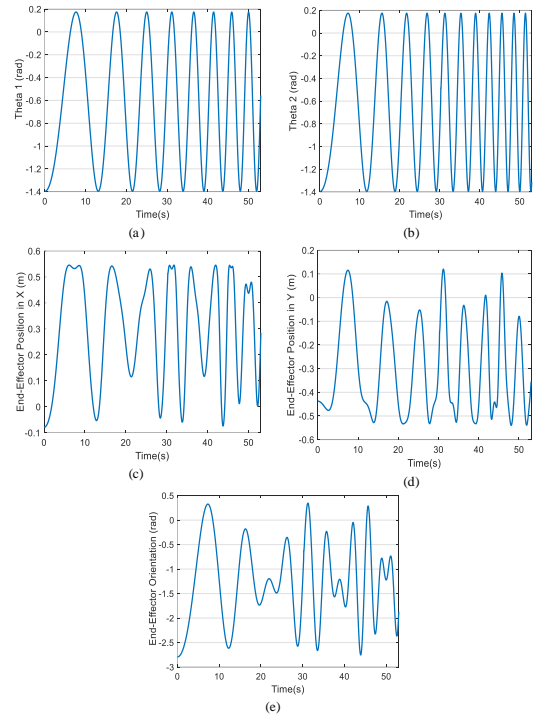 Theta 1 (rad)
0
-0.2
-0.4
-0.6
-0.8
-1
-1.2
-1.4
0 10 20 30 40 50
Time(s)
(a)
Theta 2 (rad)
0
-0.2
-0.4
-0.6
-0.8
-1
-1.2
-1.4
0 10 20 30 40 50
Time(s)
(b)
End-Effector Position in X (m)
0.6
0.5
0.4
0.3
0.2
0.1
0
-0.1
0 10 20 30 40 50
Time(s)
(c)
End-Effector Position in Y (m)
0.2
0.1
0
-0.1
-0.2
-0.3
-0.4
-0.5
-0.6
0 10 20 30 40 50
Time(s)
(d)
End-Effector Orientation (rad)
0.5
0
-0.5
-1
-1.5
-2
-2.5
-3
0 10 20 30 40 50
Time(s)
(e)